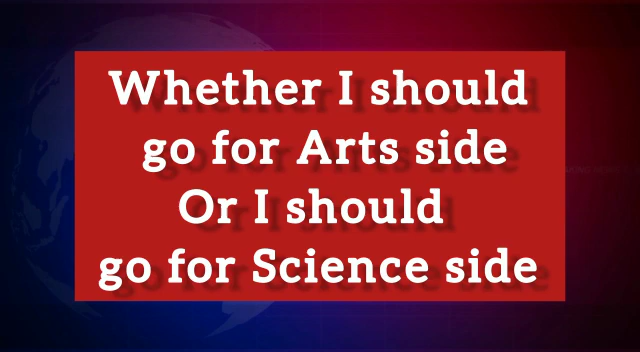 Whether I should
go for Arts side
Or I should
go for Science side